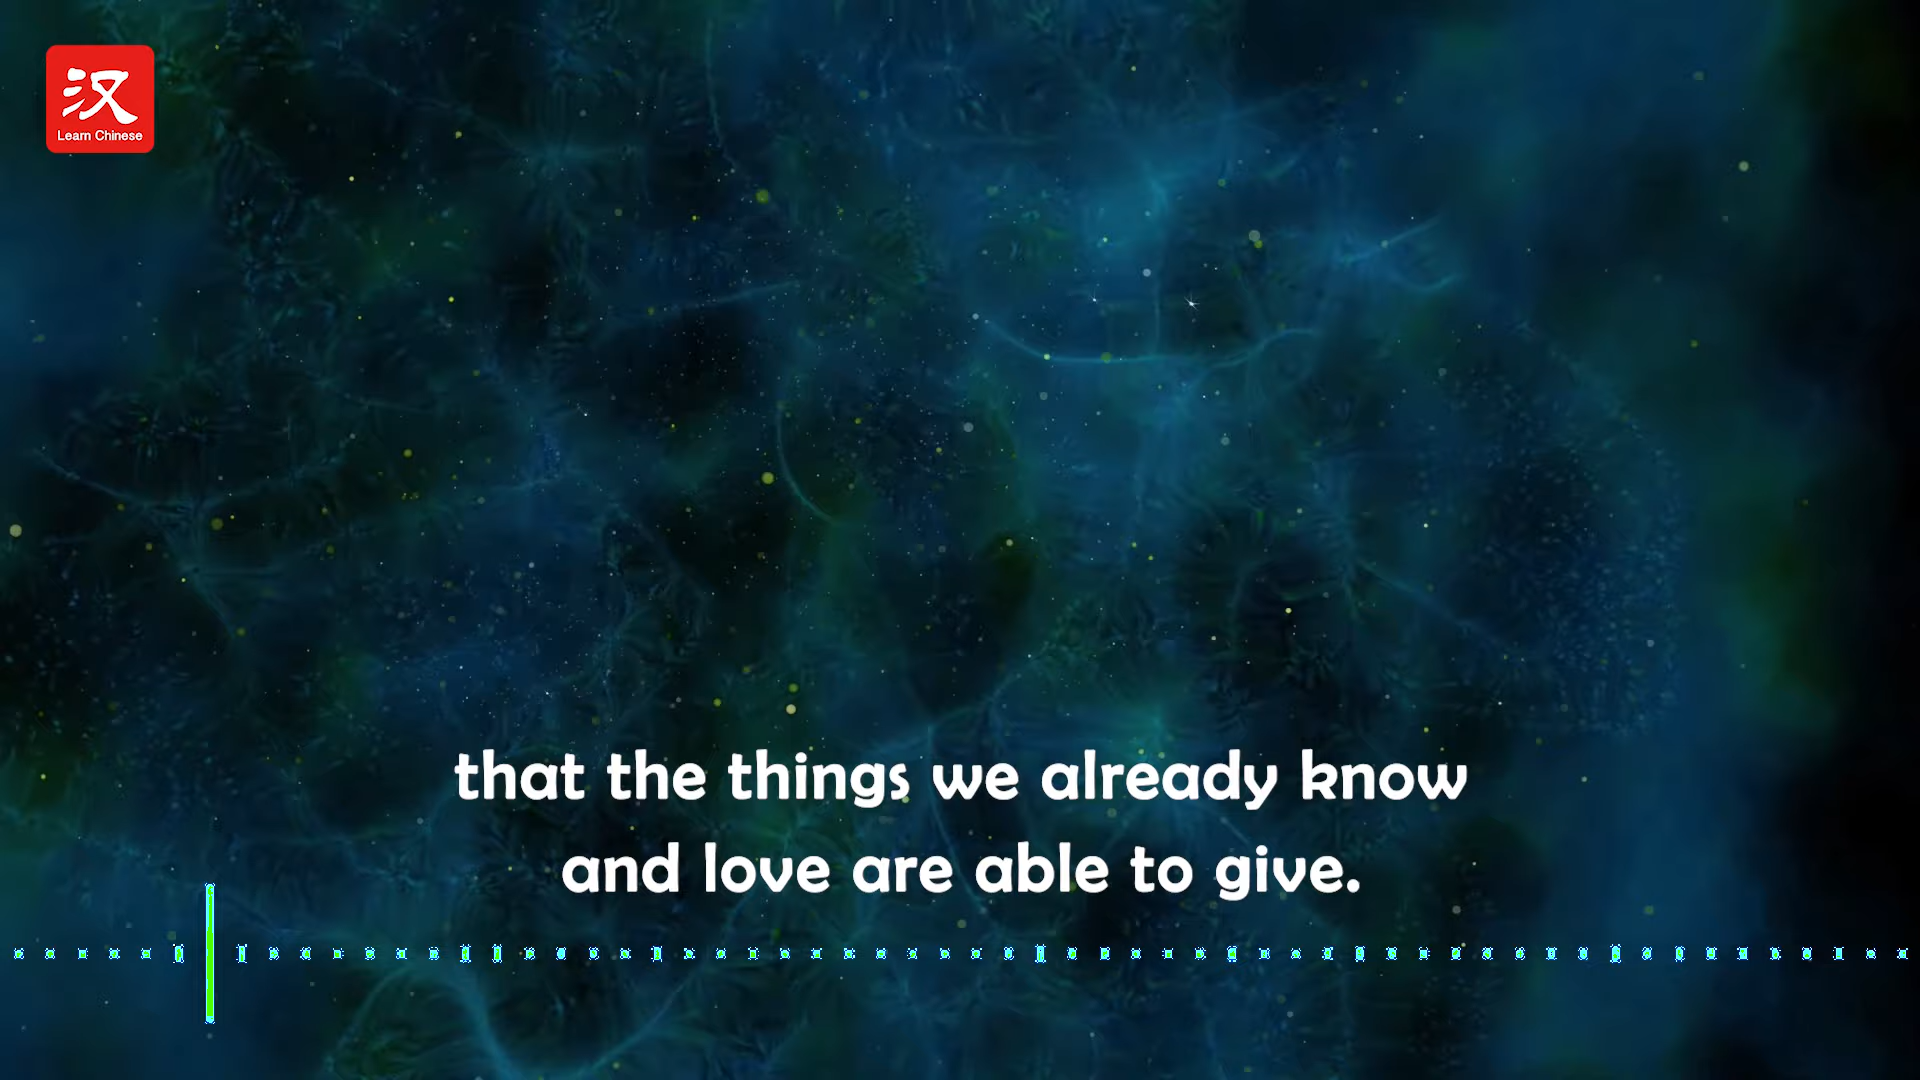 汉
Learn Chinese
that the things we already know
and love are able to give.